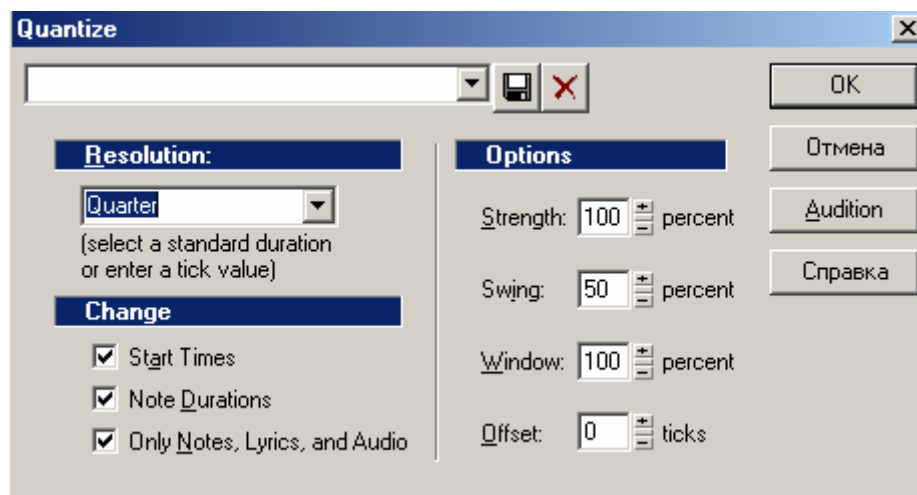 Quantize
OK
Resolution:
Options
Отмена
Quarter
Strength: 100 percent
Audition
(select a standard duration
or enter a tick value)
Swing: 50 percent
Справка
Change
Start Times
Window: 100 percent
Note Durations
Only Notes, Lyrics, and Audio
Offset: 0 ticks